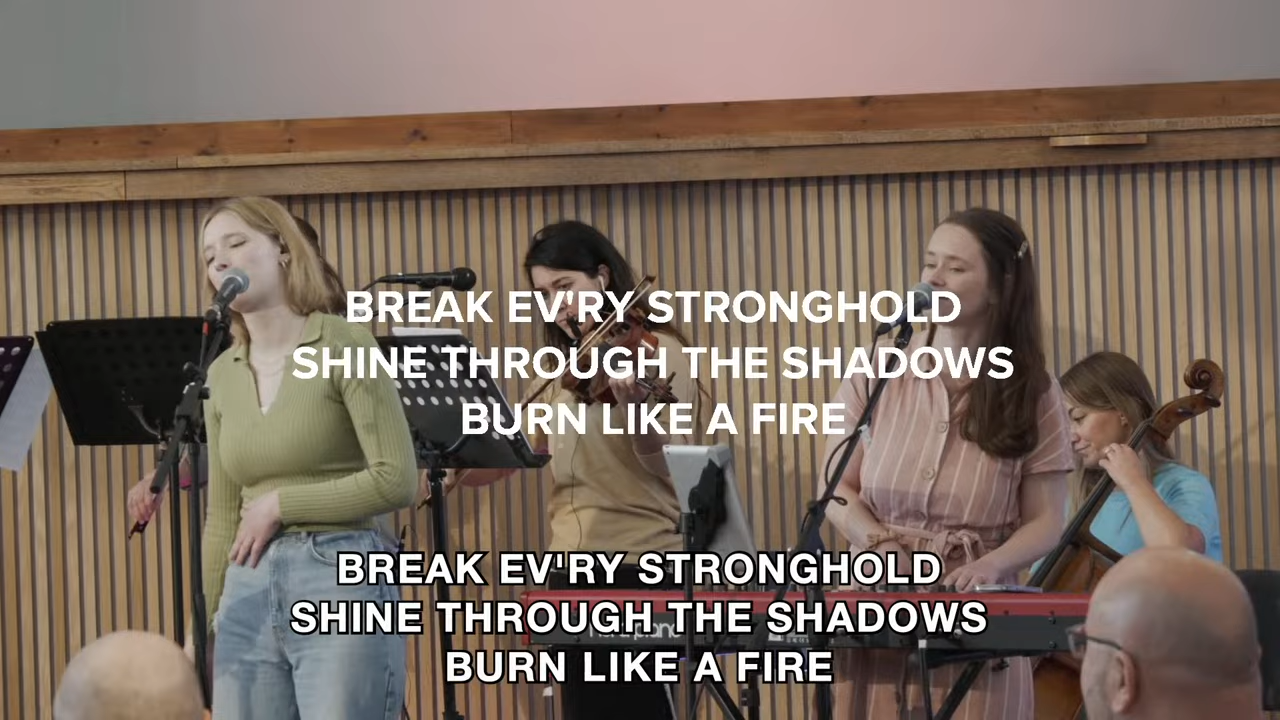 BREAK EV'RY STRONGHOLD
SHINE THROUGH THE SHADOWS
BURN LIKE A FIRE
BREAK EV'RY STRONGHOLD
SHINE THROUGH THE SHADOWS
BURN LIKE A FIRE